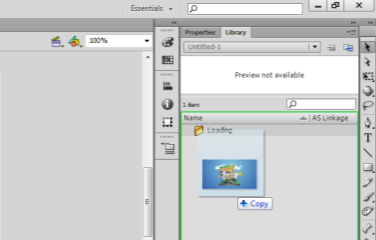 Essentials
Properties Library
100%
Untitled-1
Preview not available
1 item
Name AS Linkage
Loading
Copy
T